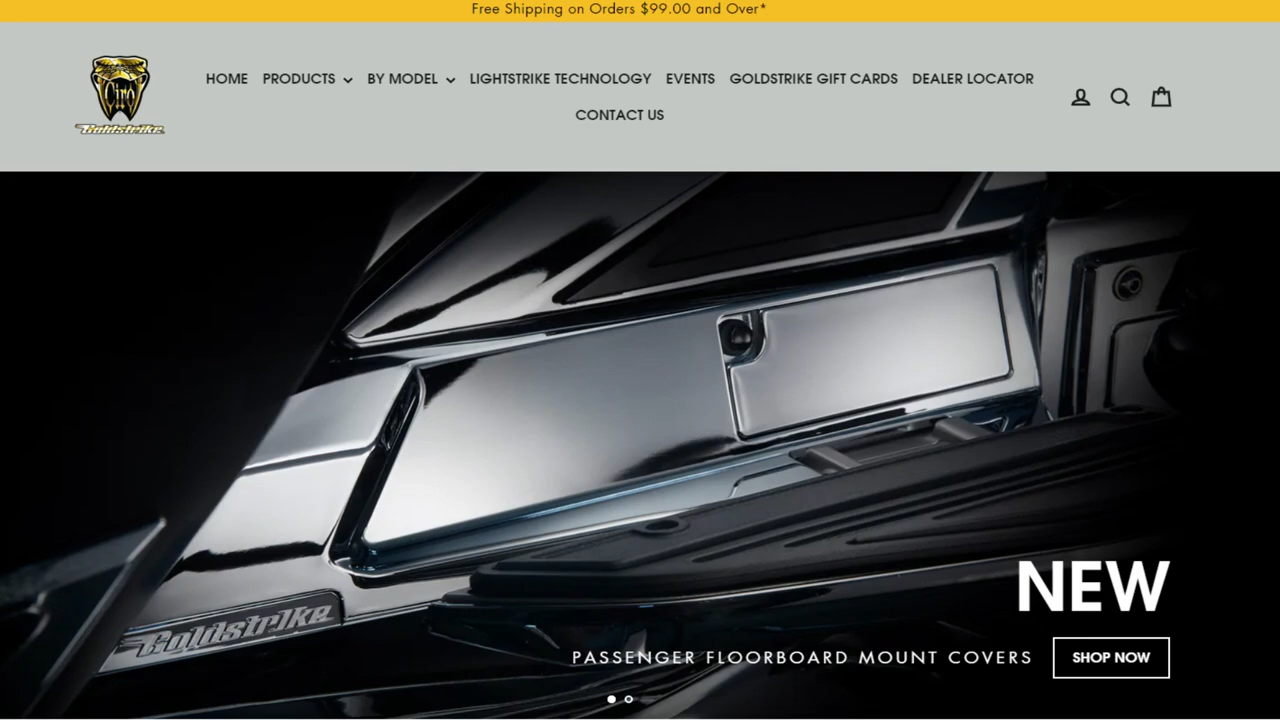 Free Shipping on Orders $99.00 and Over*
Ciro
Goldstrike
HOME PRODUCTS BY MODEL LIGHTSTRIKE TECHNOLOGY EVENTS GOLDSTRIKE GIFT CARDS DEALER LOCATOR
CONTACT US
Goldstrike
NEW
PASSENGER FLOORBOARD MOUNT COVERS SHOP NOW